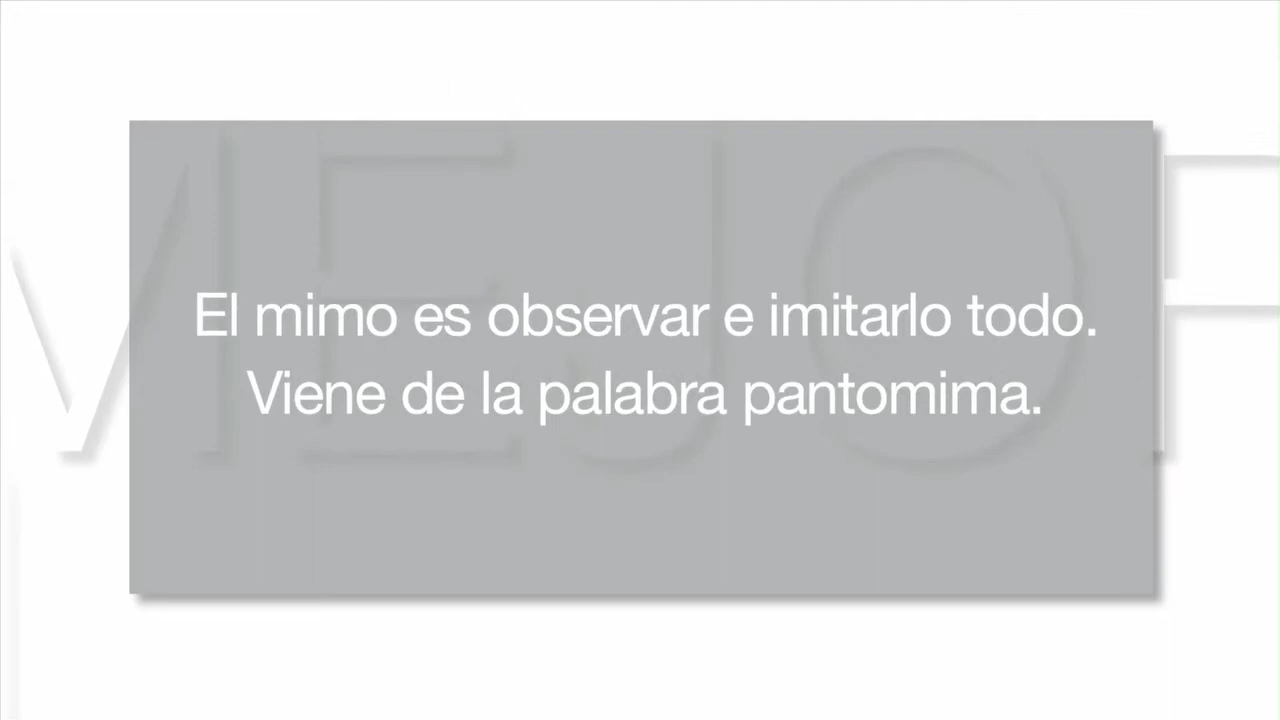 El mimo es observar e imitarlo todo.
Viene de la palabra pantomima.